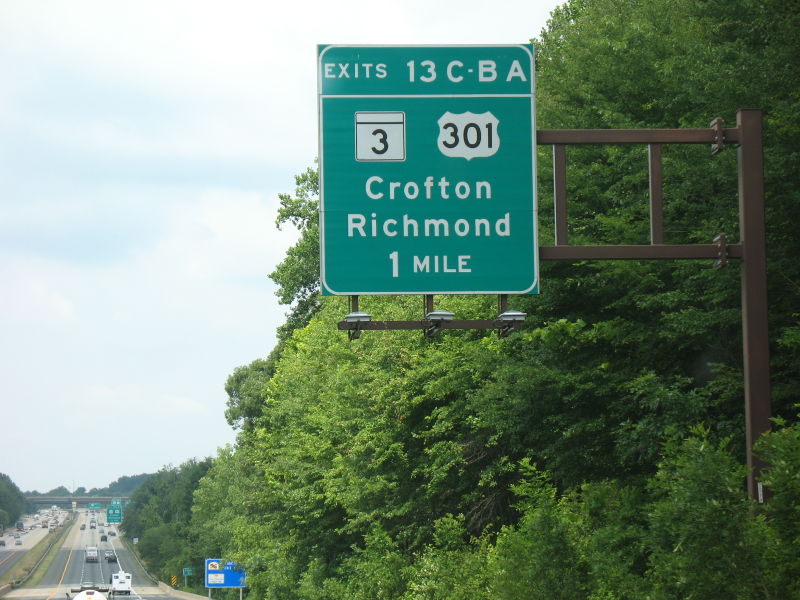 EXITS 13 C-B A
3 301
Crofton
Richmond
1 MILE